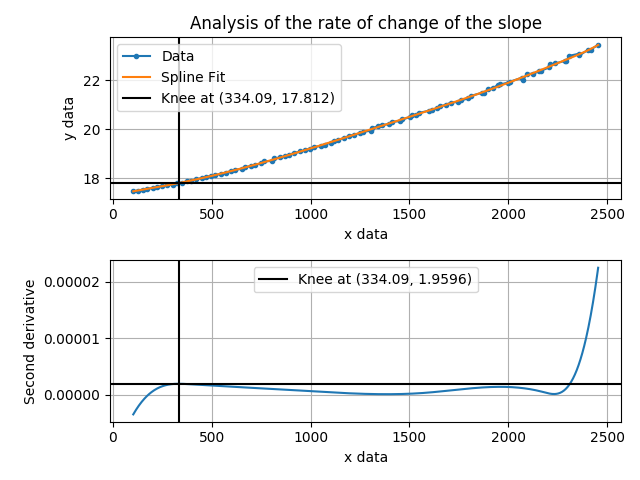 Analysis of the rate of change of the slope
Data
Spline Fit
Knee at (334.09, 17.812)
22
20
18
y data
0 500 1000 1500 2000 2500
x data
Knee at (334.09, 1.9596)
0.00002
0.00001
0.00000
Second derivative
0 500 1000 1500 2000 2500
x data